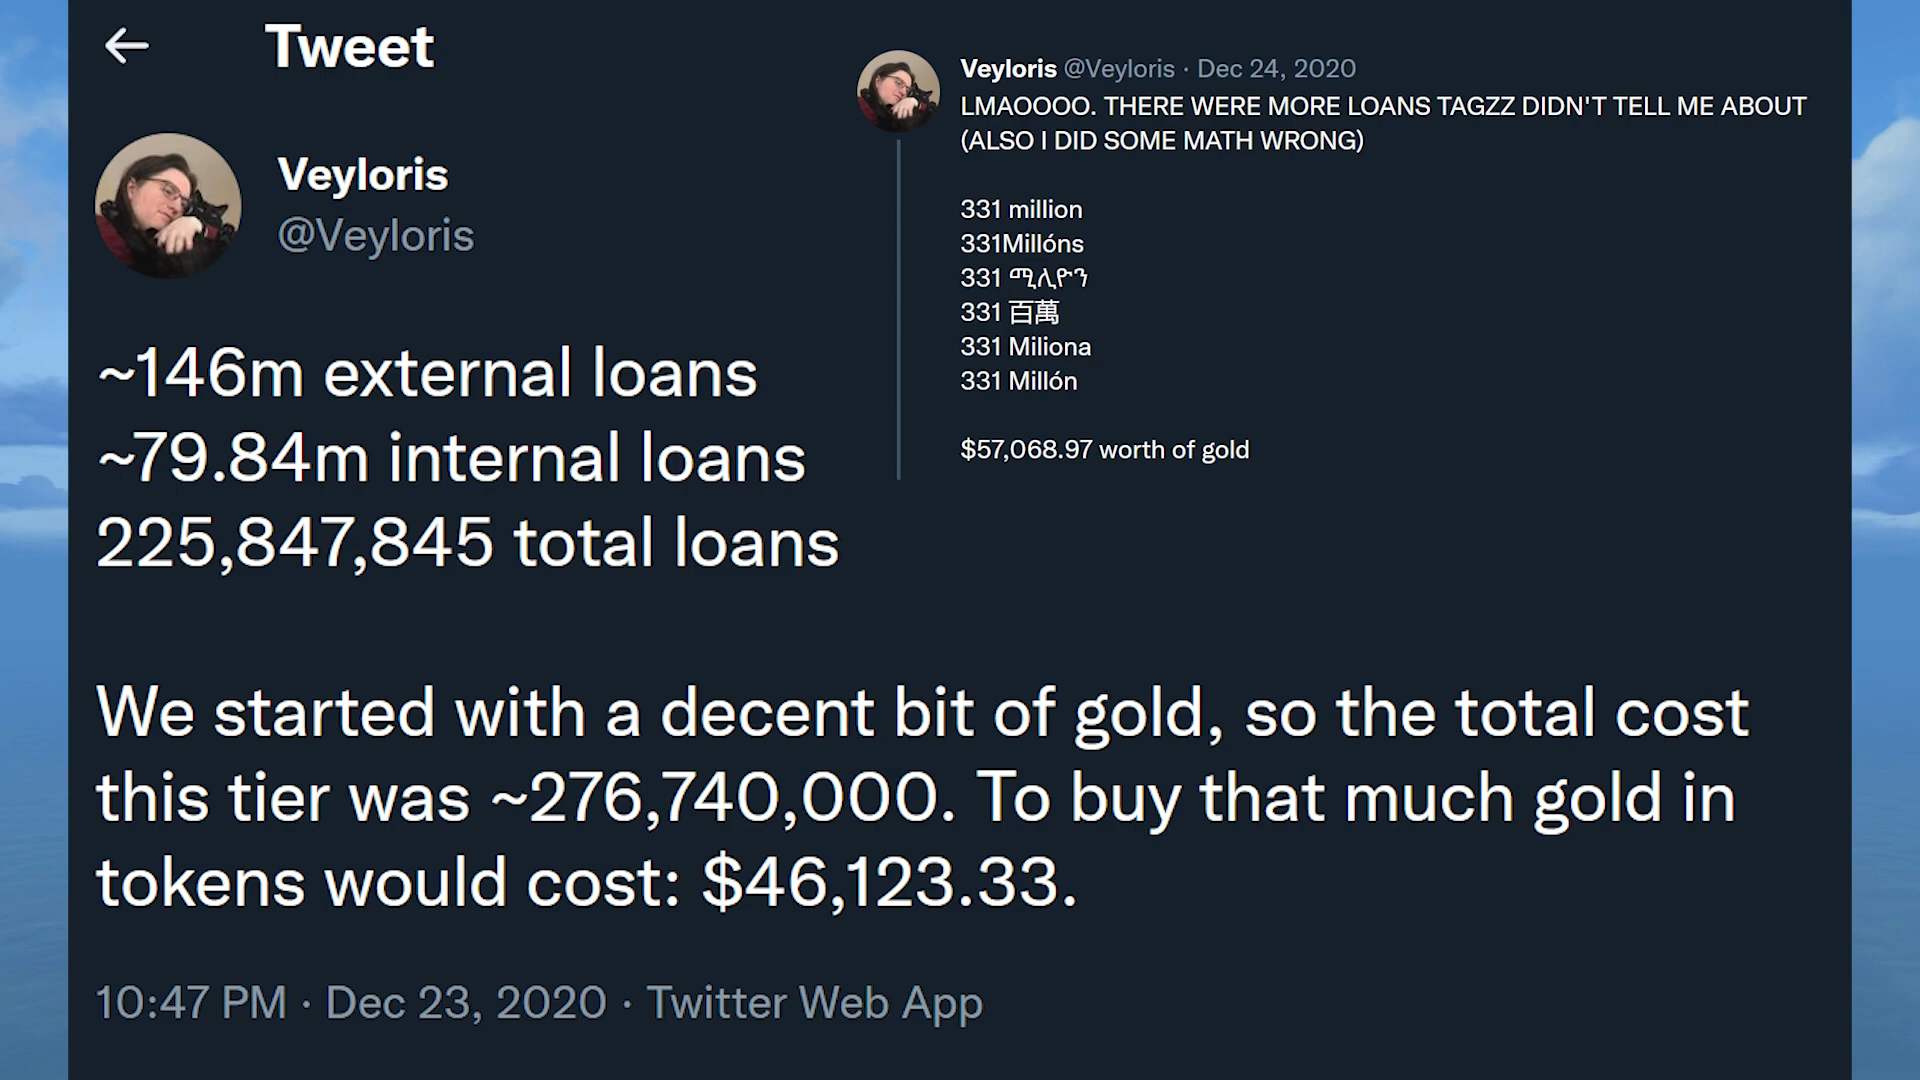 Tweet
Veyloris
@Veyloris
~146m external loans
~79.84m internal loans
225,847,845 total loans
We started with a decent bit of gold, so the total cost
this tier was ~276,740,000. To buy that much gold in
tokens would cost: $46,123.33.
10:47 PM · Dec 23, 2020 · Twitter Web App
Veyloris @Veyloris · Dec 24, 2020
LMAOOOO. THERE WERE MORE LOANS TAGZZ DIDN'T TELL ME ABOUT
(ALSO I DID SOME MATH WRONG)
331 million
331Millóns
331 ሚሊዮን
331 百萬
331 Miliona
331 Millón
$57,068.97 worth of gold